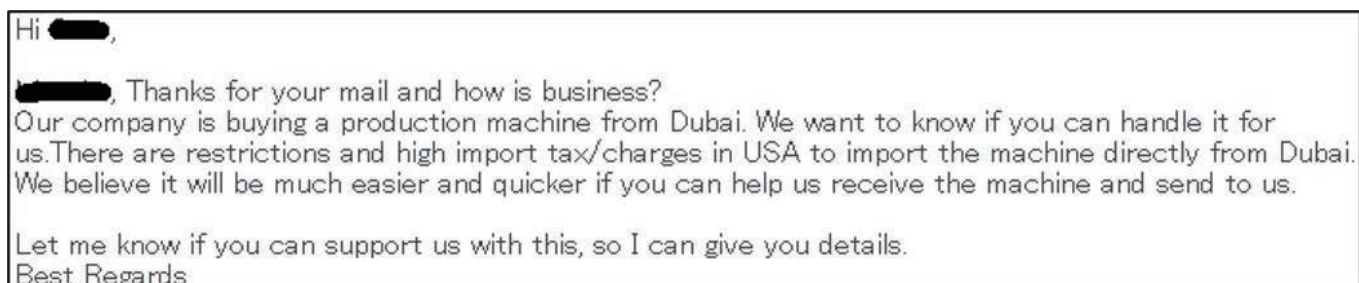 Hi ,
, Thanks for your mail and how is business?
Our company is buying a production machine from Dubai. We want to know if you can handle it for
us.There are restrictions and high import tax/charges in USA to import the machine directly from Dubai.
We believe it will be much easier and quicker if you can help us receive the machine and send to us.
Let me know if you can support us with this, so I can give you details.
Best Regards